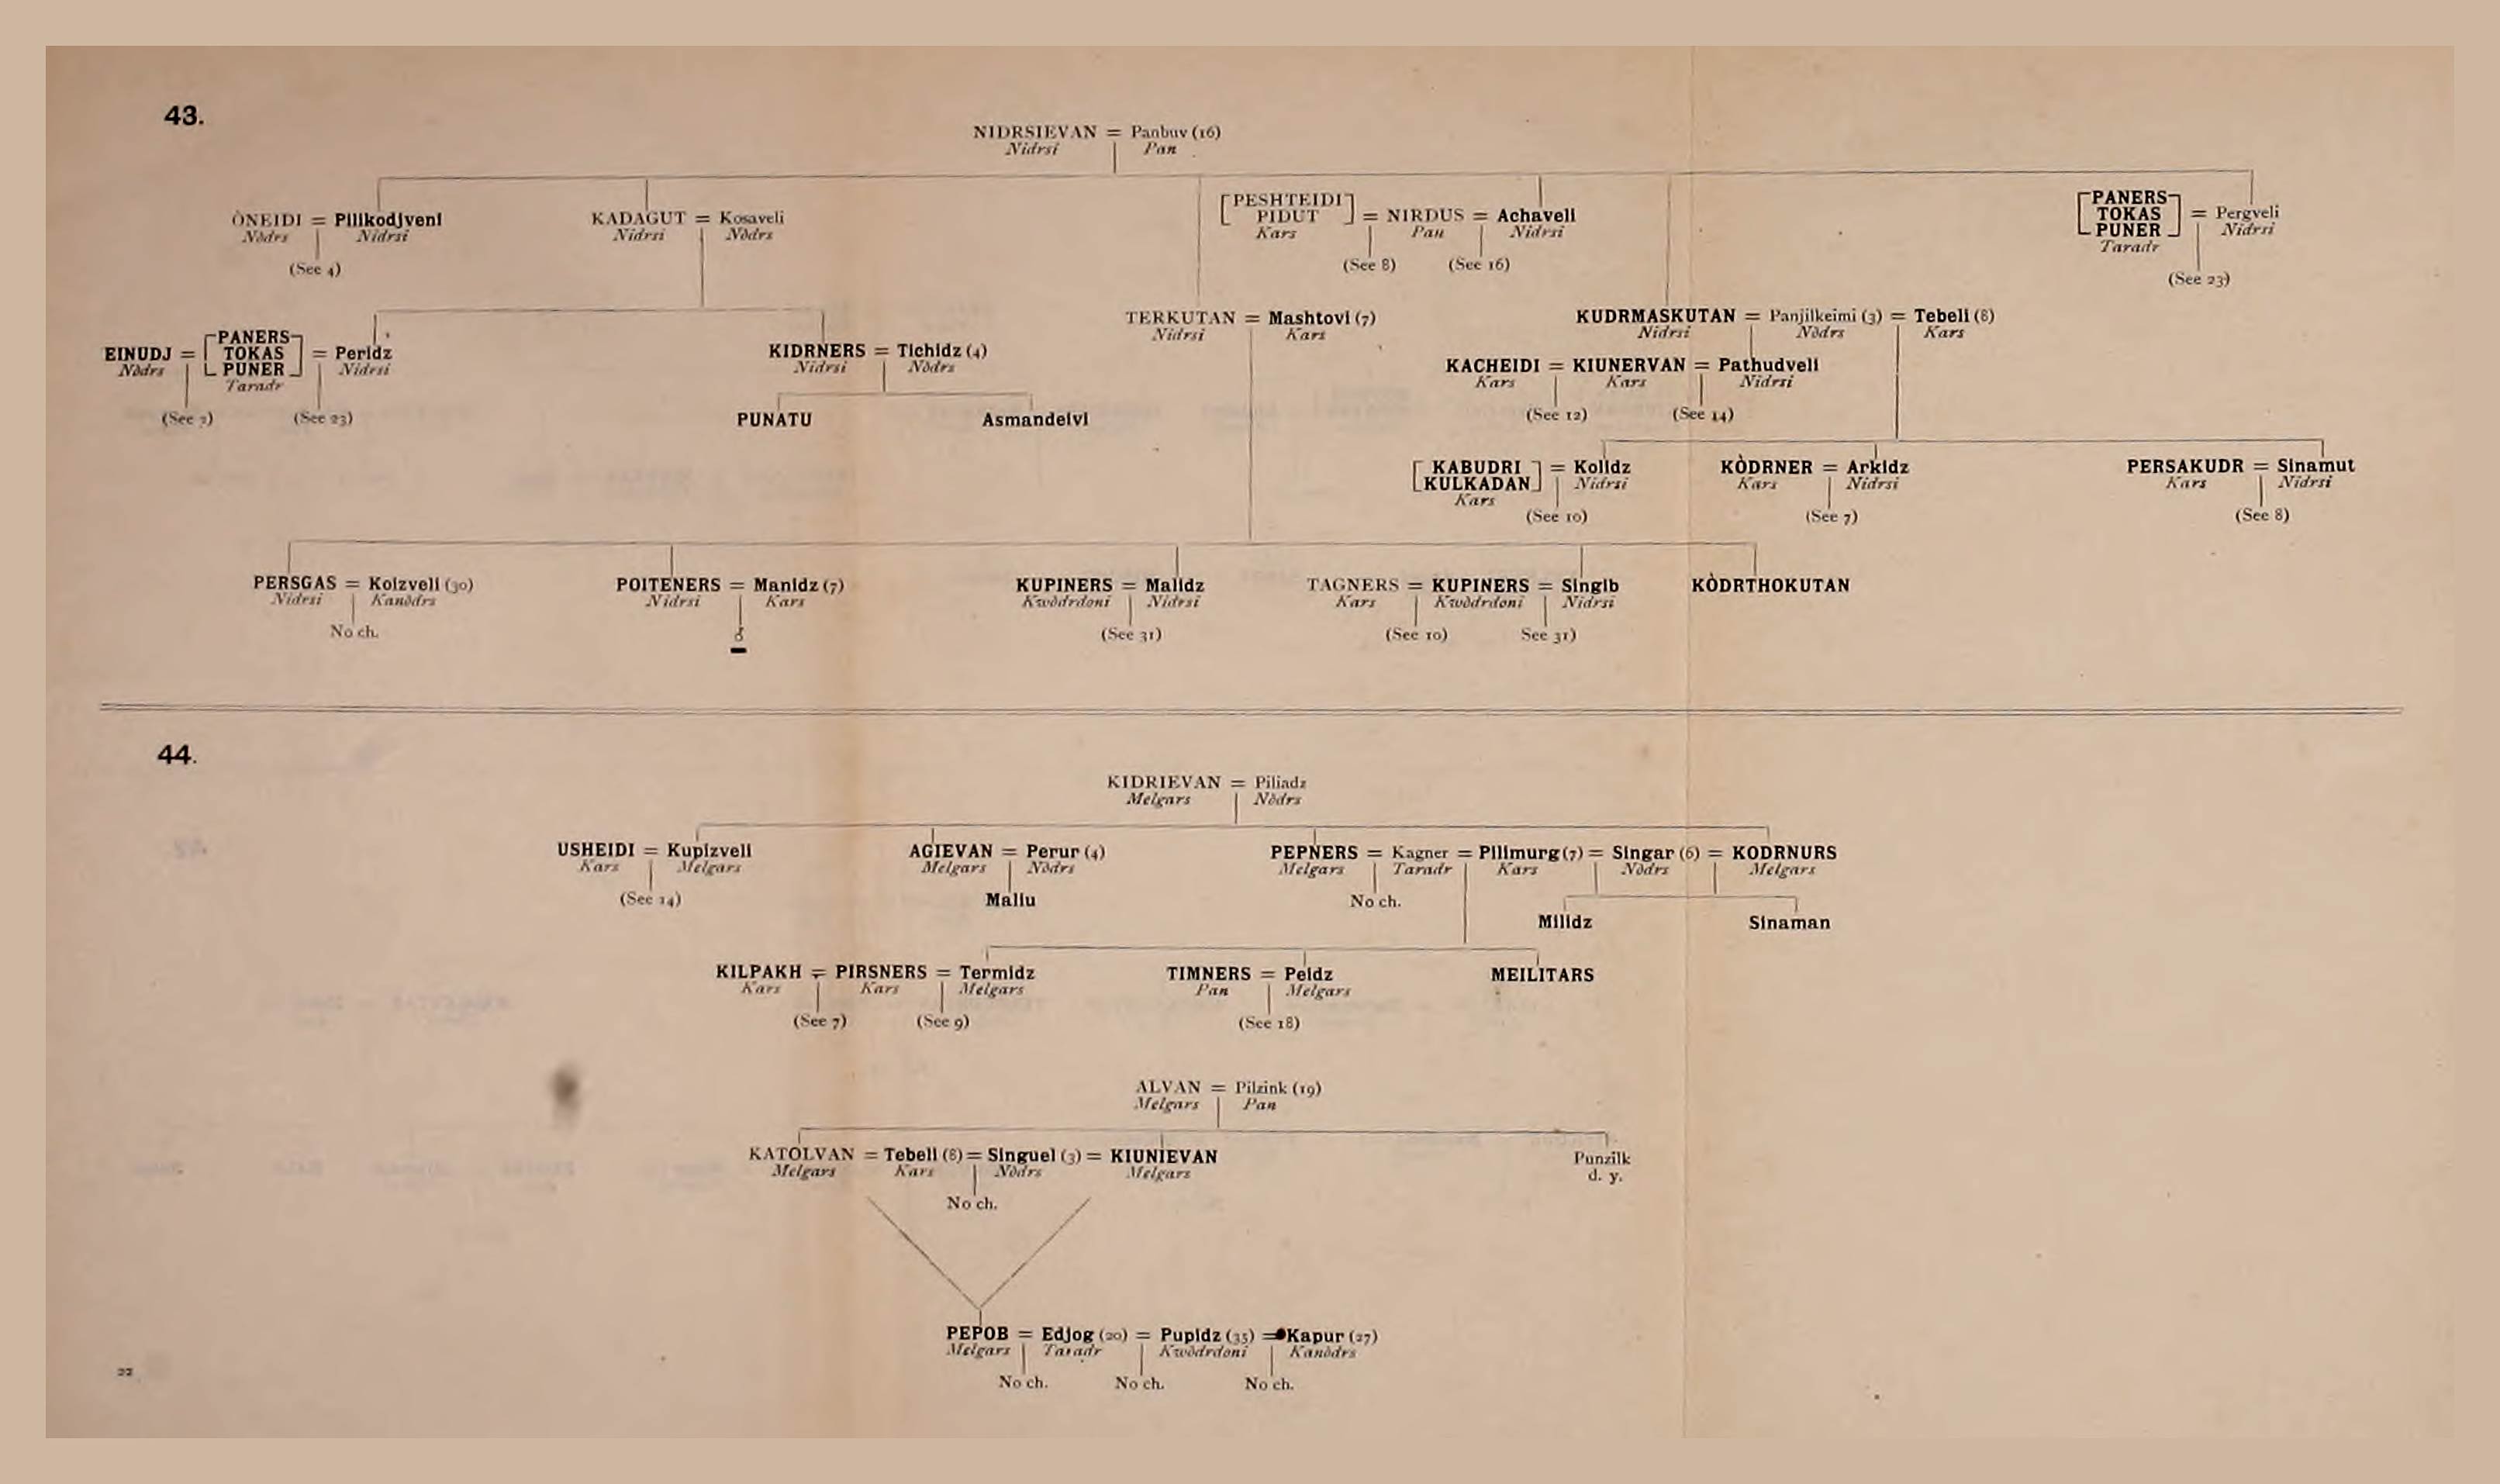 43.
NIDRSIEVAN = Panbuv (16)
Nidrsi Pan
ÒNEIDI = Pilikodjveni KADAGUT = Kosaveli [PESHTEIDI PIDUT] = NIRDUS = Achaveli [PANERS TOKAS PUNER] = Pergveli
Nòdrs Nidrsi Nidrsi Nòdrs Kars Pan Nidrsi Taradr Nidrsi
(See 4) (See 8) (See 16) (See 23)
TERKUTAN = Mashtovi (7) KUDRMASKUTAN = Panjilkeimi (3) = Tebeli (8)
Nidrsi Kars Nidrsi Nòdrs Kars
EINUDJ = [PANERS TOKAS PUNER] = Peridz KIDRNERS = Tichidz (4) KACHEIDI = KIUNERVAN = Pathudveli
Nòdrs Taradr Nidrsi Nidrsi Nòdrs Kars Kars Nidrsi
(See 2) (See 23) PUNATU Asmandeivi (See 12) (See 14)
[KABUDRI KULKADAN] = Kolidz KÒDRNER = Arkidz PERSAKUDR = Sinamut
Kars Nidrsi Kars Nidrsi Kars Nidrsi
(See 10) (See 7) (See 8)
PERSGAS = Koizveli (30) POITENERS = Manidz (7) KUPINERS = Malidz TAGNERS = KUPINERS = Singib KÒDRTHOKUTAN
Nidrsi Kanòdrs Nidrsi Kars Kwòdrdoni Nidrsi Kars Kwòdrdoni Nidrsi
No ch. ♂ (See 31) (See 10) See 31)
44.
KIDRIEVAN = Piliadz
Melgars Nòdrs
USHEIDI = Kupizveli AGIEVAN = Perur (4) PEPNERS = Kagner = Pilimurg (7) = Singar (6) = KODRNURS
Kars Melgars Melgars Nòdrs Melgars Taradr Kars Nòdrs Melgars
(See 14) Maliu No ch. Milidz Sinaman
KILPAKH = PIRSNERS = Termidz TIMNERS = Peidz MEILITARS
Kars Kars Melgars Pan Melgars
(See 7) (See 9) (See 18)
ALVAN = Pilzink (19)
Melgars Pan
KATOLVAN = Tebeli (8) = Singuel (3) = KIUNIEVAN Punzilk
Melgars Kars Nòdrs Melgars d. y.
No ch.
PEPOB = Edjog (20) = Pupidz (35) = Kapur (27)
Melgars Taradr Kwòdrdoni Kanòdrs
No ch. No ch. No ch.
22